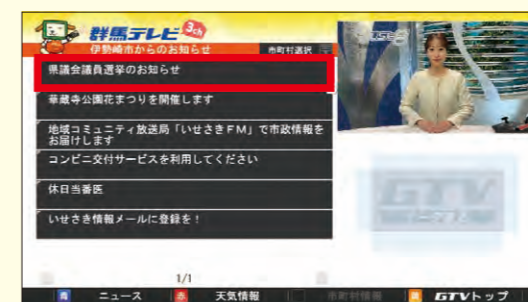 群馬テレビ 3ch
伊勢崎市からのお知らせ
市町村選択
県議会議員選挙のお知らせ
華蔵寺公園花まつりを開催します
地域コミュニティ放送局「いせさきFM」で市政情報を
お届けします
コンビニ交付サービスを利用してください
休日当番医
いせさき情報メールに登録を！
GTV
1/1
青 ニュース 赤 天気情報 市町村情報 GTVトップ